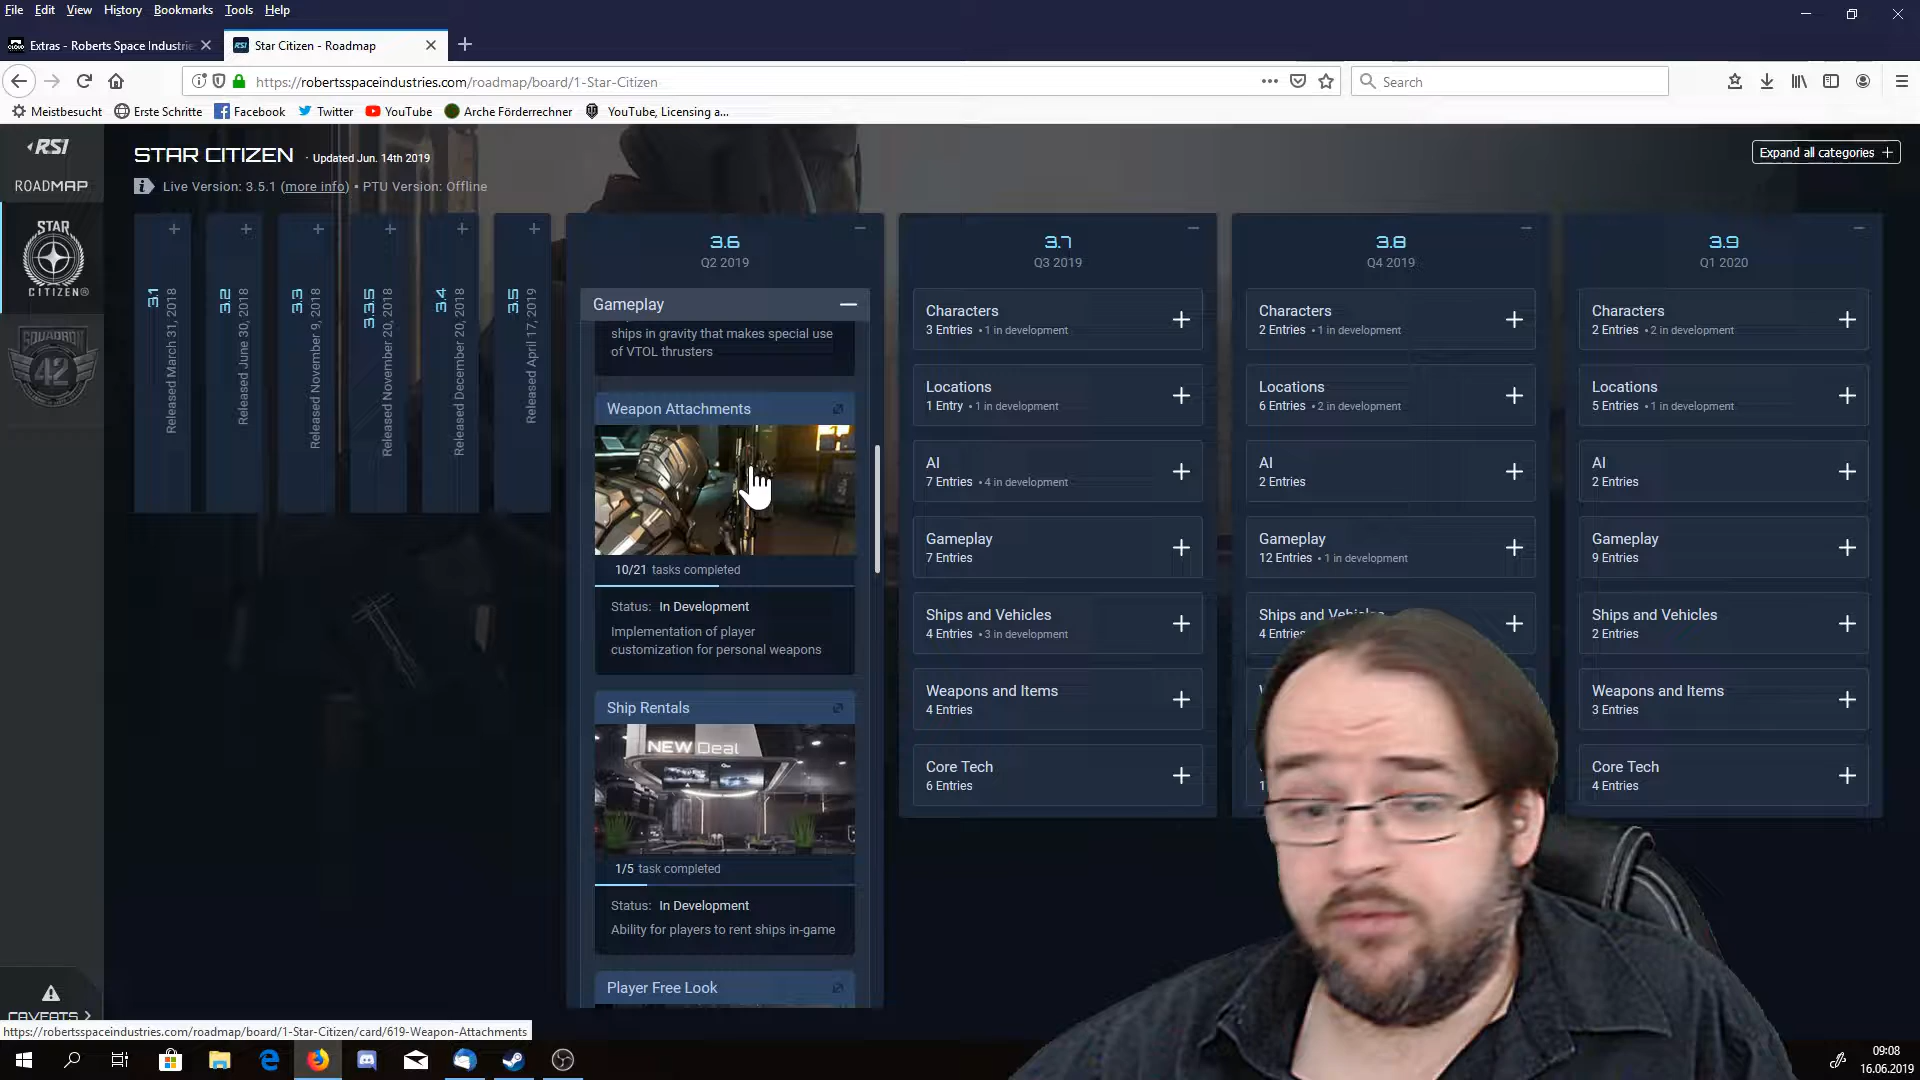 File Edit View History Bookmarks Tools Help
Extras - Roberts Space Industrie
Star Citizen - Roadmap
https://robertsspaceindustries.com/roadmap/board/1-Star-Citizen
Search
Meistbesucht Erste Schritte Facebook Twitter YouTube Arche Förderrechner YouTube, Licensing a...
RSI
ROADMAP
STAR CITIZEN · Updated Jun. 14th 2019
Live Version: 3.5.1 (more info) • PTU Version: Offline
Expand all categories
STAR
CITIZEN®
SQUADRON
42
3.1 Released March 31, 2018
3.2 Released June 30, 2018
3.3 Released November 9, 2018
3.3.5 Released November 20, 2018
3.4 Released December 20, 2018
3.5 Released April 17, 2019
3.6
Q2 2019
Gameplay
ships in gravity that makes special use
of VTOL thrusters
Weapon Attachments
10/21 tasks completed
Status: In Development
Implementation of player
customization for personal weapons
Ship Rentals
NEW Deal
1/5 task completed
Status: In Development
Ability for players to rent ships in-game
Player Free Look
3.7
Q3 2019
Characters
3 Entries • 1 in development
Locations
1 Entry • 1 in development
AI
7 Entries • 4 in development
Gameplay
7 Entries
Ships and Vehicles
4 Entries • 3 in development
Weapons and Items
4 Entries
Core Tech
6 Entries
3.8
Q4 2019
Characters
2 Entries • 1 in development
Locations
6 Entries • 2 in development
AI
2 Entries
Gameplay
12 Entries • 1 in development
Ships and Vehicles
4 Entries
3.9
Q1 2020
Characters
2 Entries • 2 in development
Locations
5 Entries • 1 in development
AI
2 Entries
Gameplay
9 Entries
Ships and Vehicles
2 Entries
Weapons and Items
3 Entries
Core Tech
4 Entries
CAVEATS
https://robertsspaceindustries.com/roadmap/board/1-Star-Citizen/card/619-Weapon-Attachments
09:08
16.06.2019